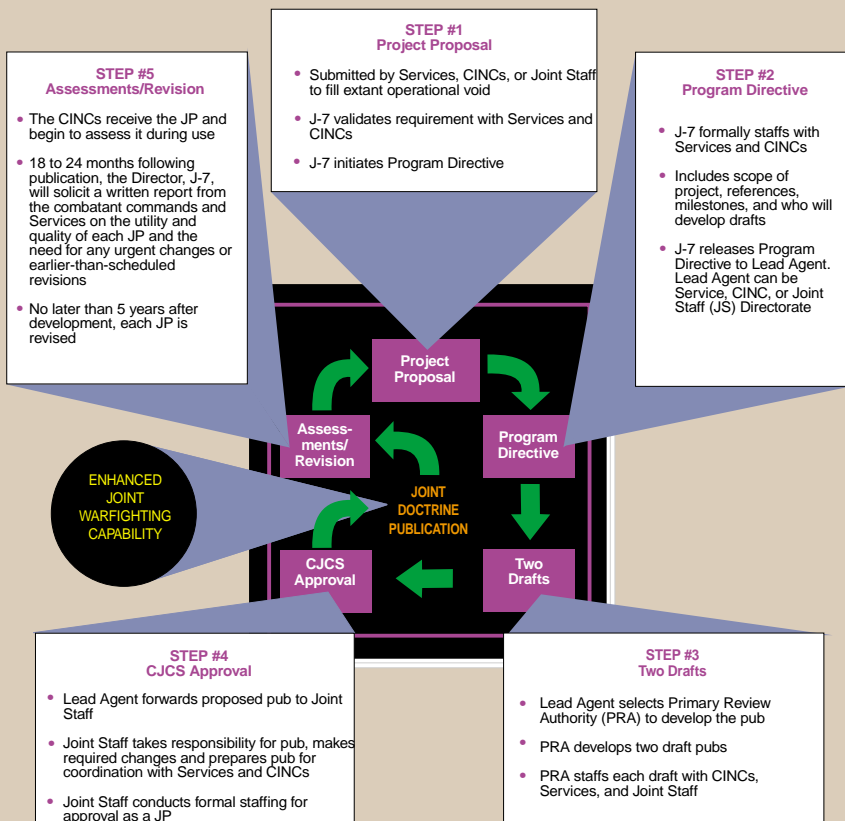 STEP #1
Project Proposal
• Submitted by Services, CINCs, or Joint Staff
to fill extant operational void
• J-7 validates requirement with Services and
CINCs
• J-7 initiates Program Directive
STEP #5
Assessments/Revision
• The CINCs receive the JP and
begin to assess it during use
• 18 to 24 months following
publication, the Director, J-7,
will solicit a written report from
the combatant commands and
Services on the utility and
quality of each JP and the
need for any urgent changes or
earlier-than-scheduled
revisions
• No later than 5 years after
development, each JP is
revised
STEP #2
Program Directive
• J-7 formally staffs with
Services and CINCs
• Includes scope of
project, references,
milestones, and who will
develop drafts
• J-7 releases Program
Directive to Lead Agent.
Lead Agent can be
Service, CINC, or Joint
Staff (JS) Directorate
Project
Proposal
Assess-
ments/
Revision
Program
Directive
ENHANCED
JOINT
WARFIGHTING
CAPABILITY
JOINT
DOCTRINE
PUBLICATION
CJCS
Approval
Two
Drafts
STEP #4
CJCS Approval
• Lead Agent forwards proposed pub to Joint
Staff
• Joint Staff takes responsibility for pub, makes
required changes and prepares pub for
coordination with Services and CINCs
• Joint Staff conducts formal staffing for
approval as a JP
STEP #3
Two Drafts
• Lead Agent selects Primary Review
Authority (PRA) to develop the pub
• PRA develops two draft pubs
• PRA staffs each draft with CINCs,
Services, and Joint Staff